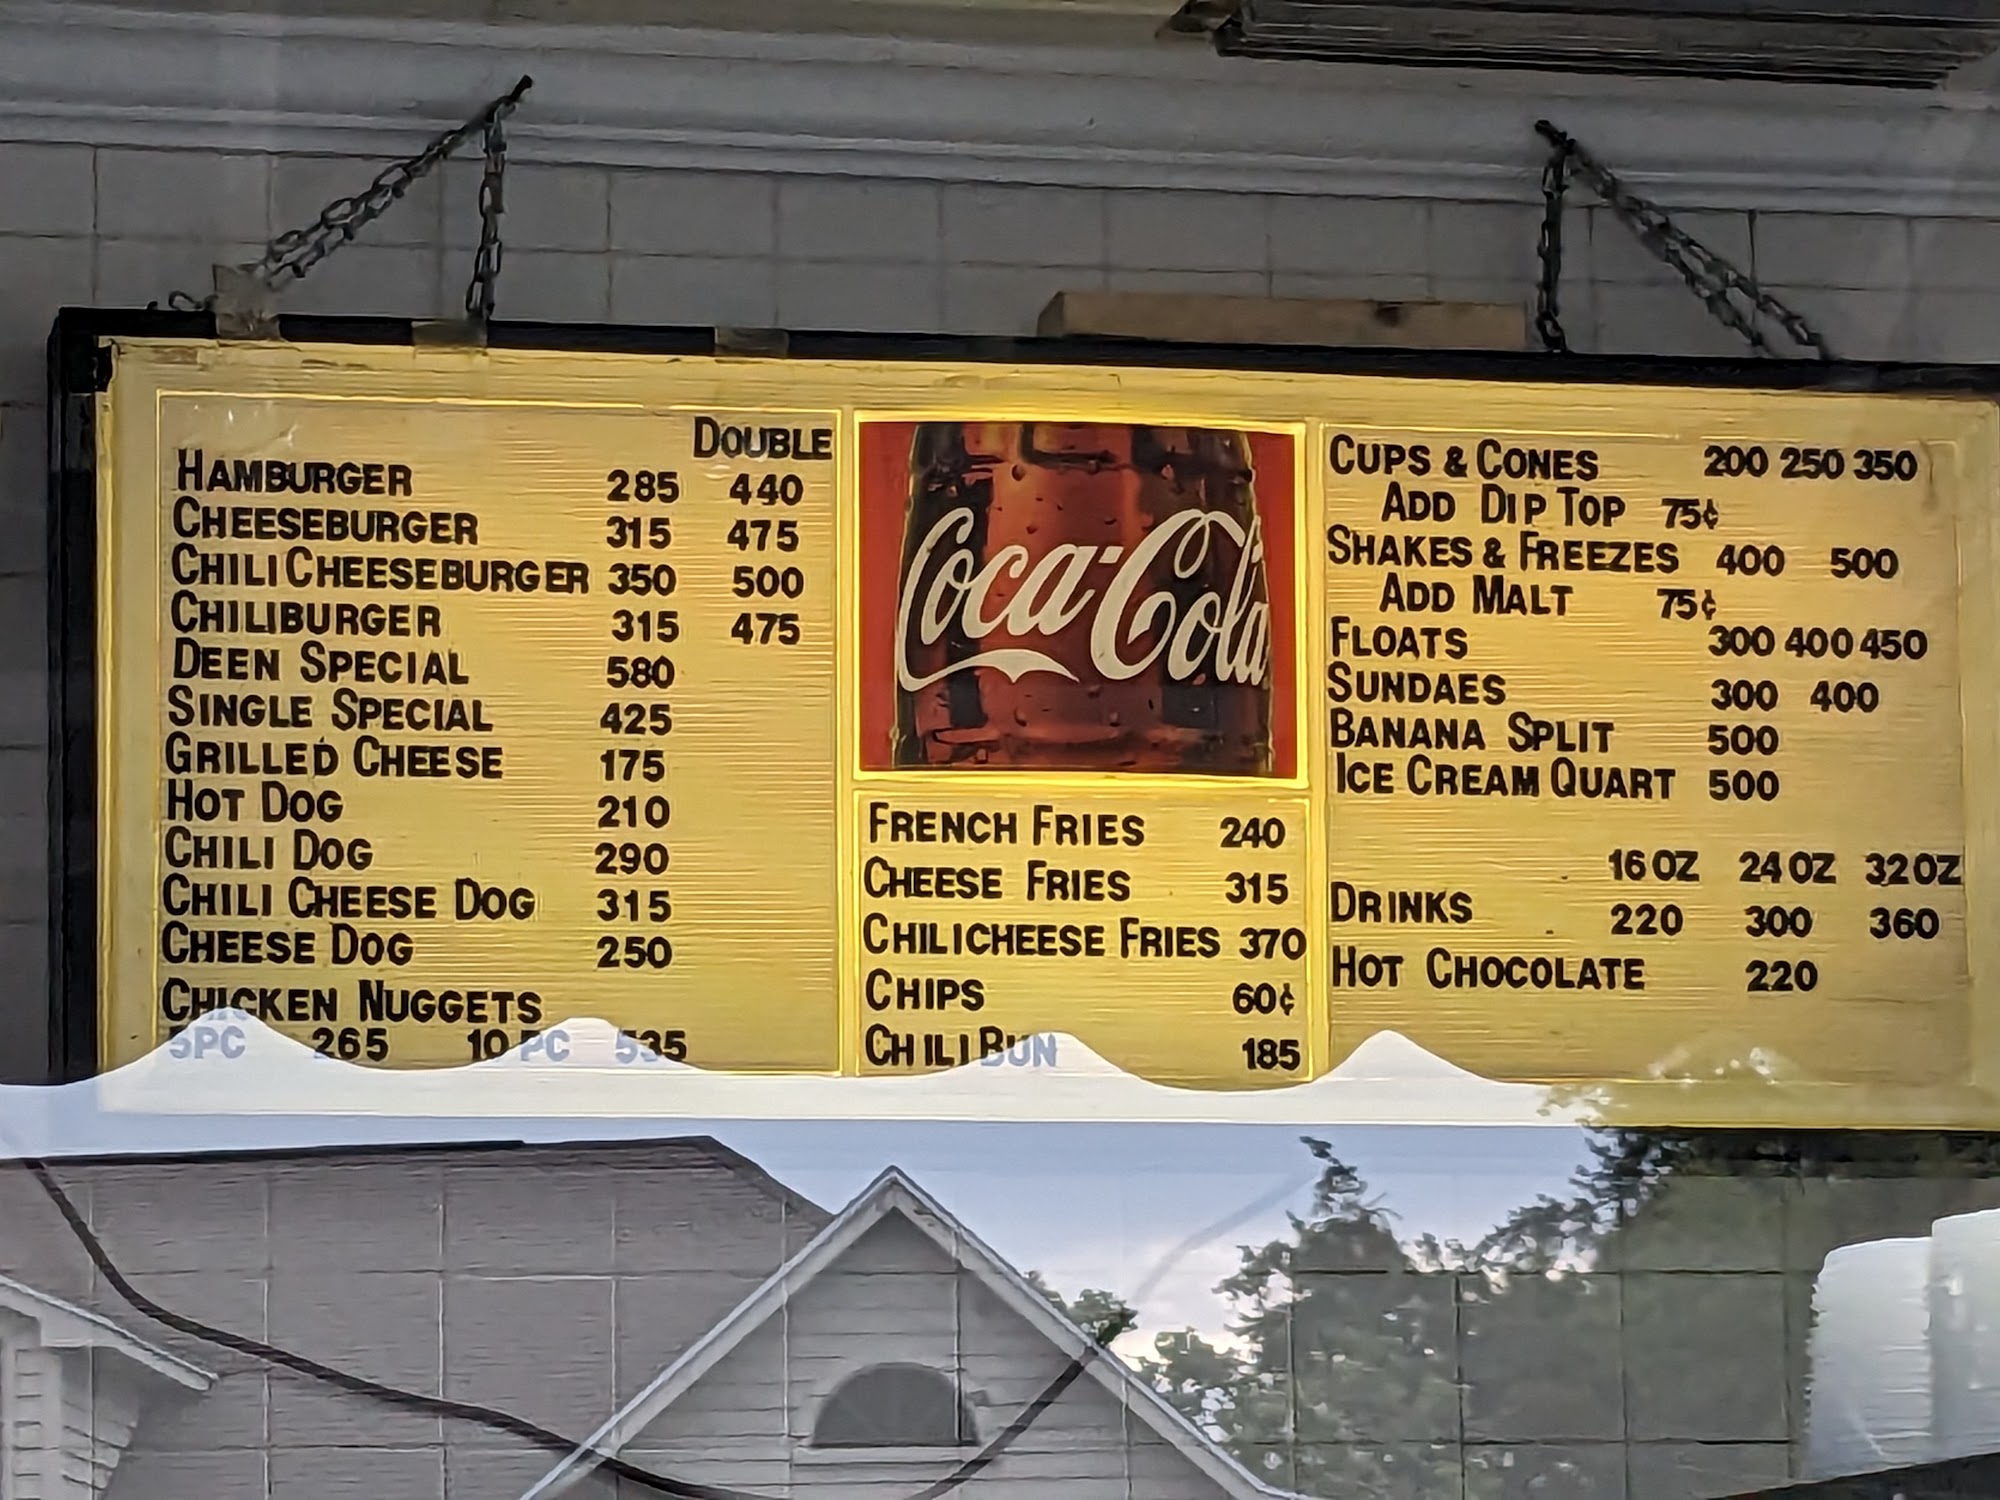 DOUBLE
HAMBURGER 285 440
CHEESEBURGER 315 475
CHILICHEESEBURGER 350 500
CHILIBURGER 315 475
DEEN SPECIAL 580
SINGLE SPECIAL 425
GRILLED CHEESE 175
HOT DOG 210
CHILI DOG 290
CHILI CHEESE DOG 315
CHEESE DOG 250
CHICKEN NUGGETS
5PC 265 10 PC 535
Coca-Cola
FRENCH FRIES 240
CHEESE FRIES 315
CHILICHEESE FRIES 370
CHIPS 60¢
CHILI BUN 185
CUPS & CONES 200 250 350
ADD DIP TOP 75¢
SHAKES & FREEZES 400 500
ADD MALT 75¢
FLOATS 300 400 450
SUNDAES 300 400
BANANA SPLIT 500
ICE CREAM QUART 500
16 OZ 24 OZ 32 OZ
DRINKS 220 300 360
HOT CHOCOLATE 220